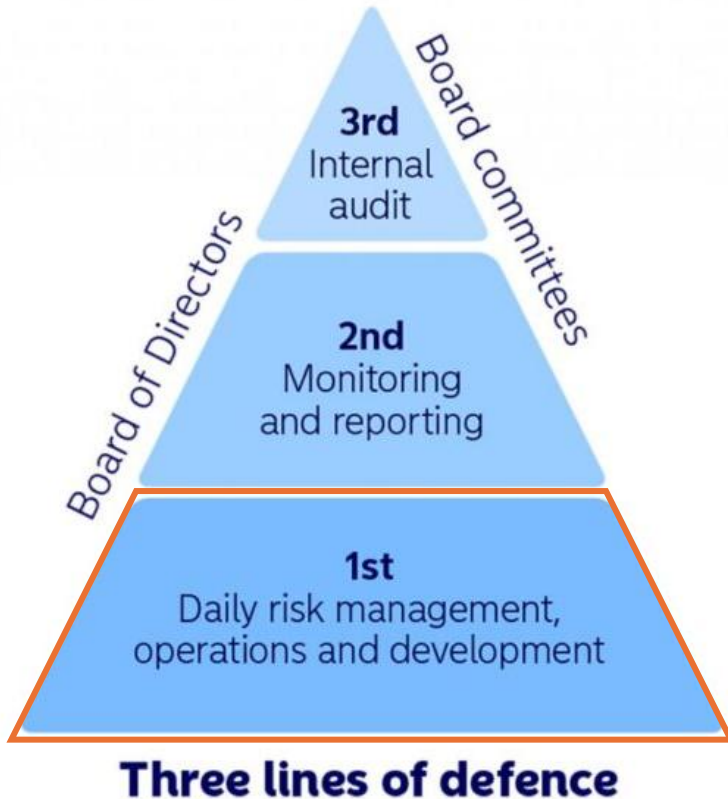 3rd
Internal
audit
Board committees
Board of Directors
2nd
Monitoring
and reporting
1st
Daily risk management,
operations and development
Three lines of defence